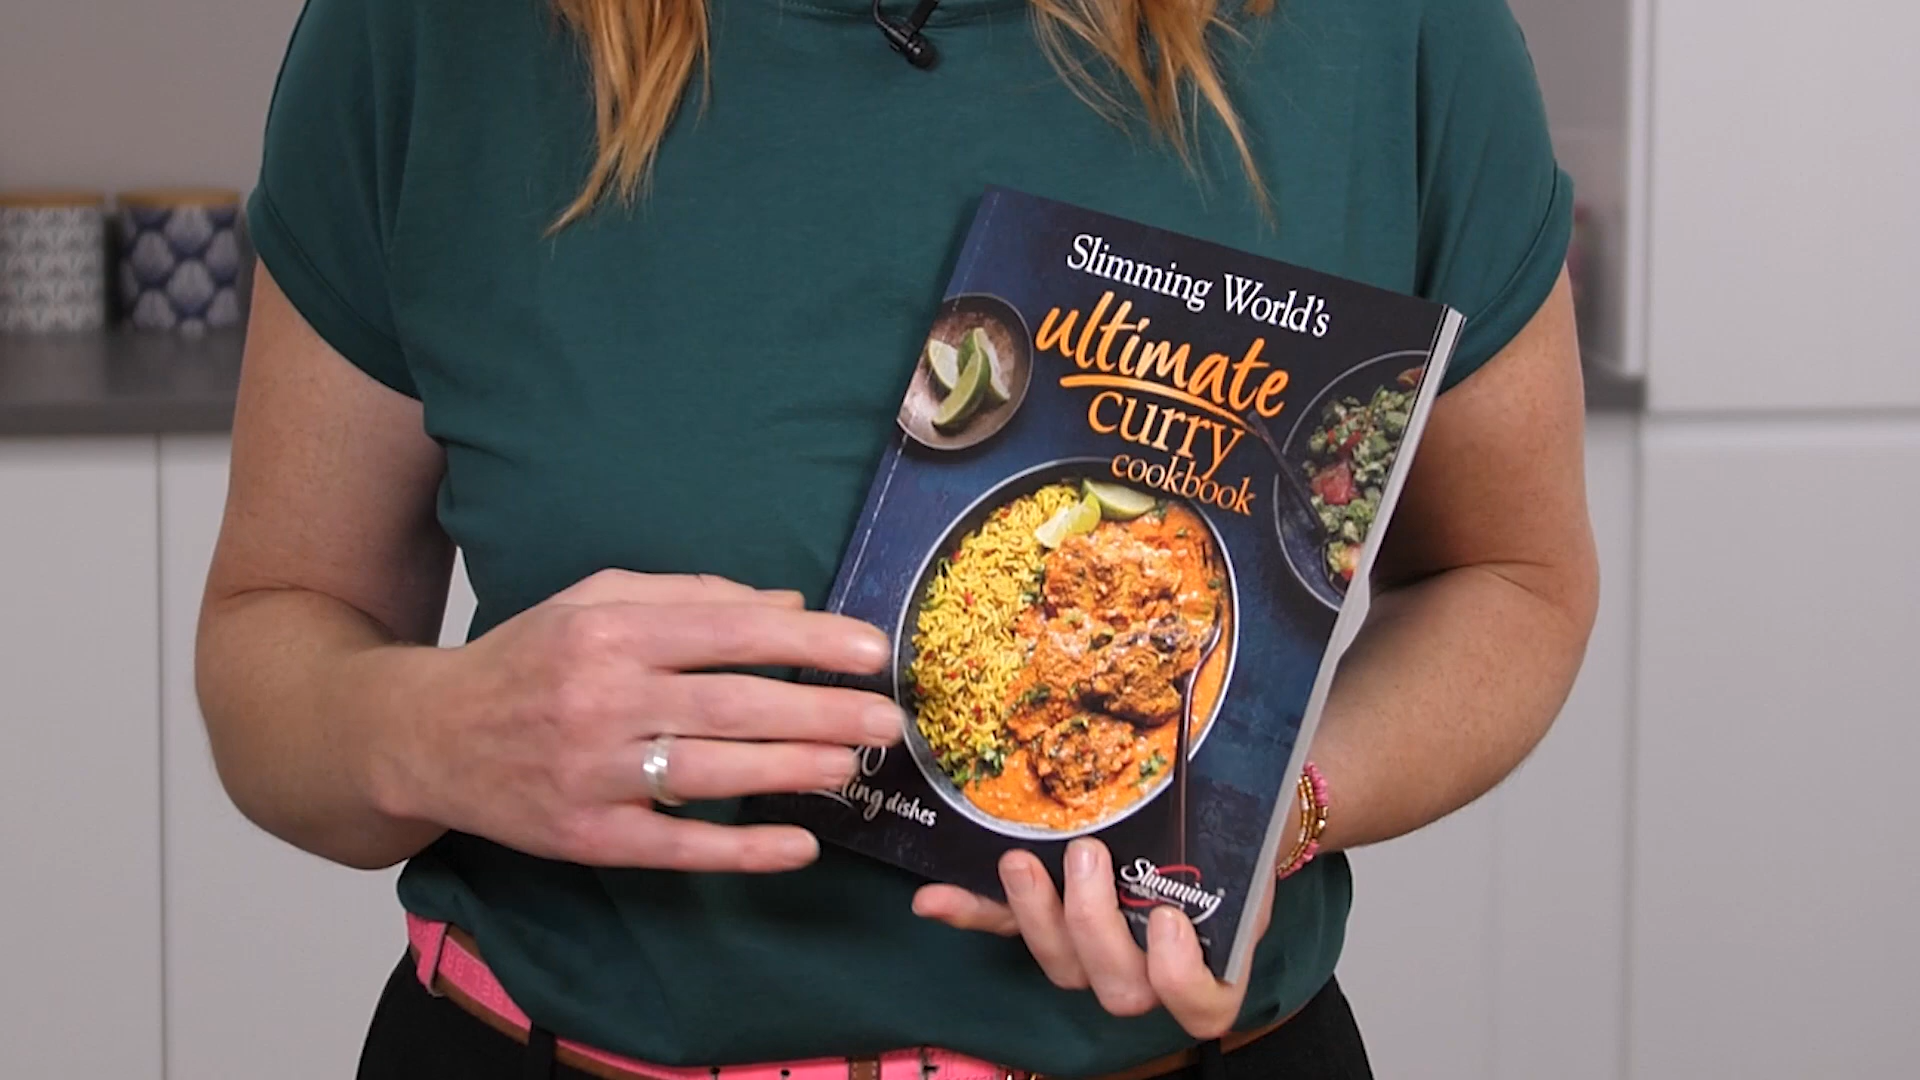 Slimming World's
ultimate
curry
cookbook
dishes
Slimming